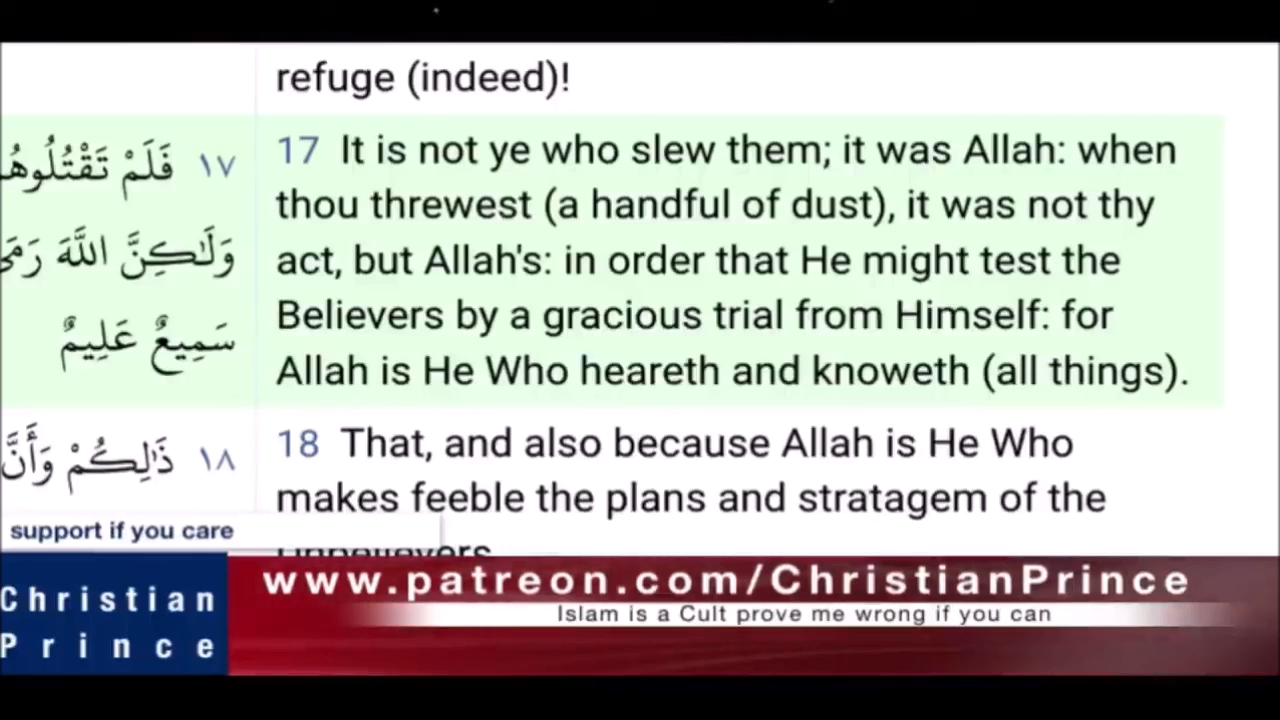 refuge (indeed)!
١٧ فَلَمْ تَقْتُلُوهُ
وَلَٰكِنَّ اللَّهَ رَمَىٰ
سَمِيعٌ عَلِيمٌ
17 It is not ye who slew them; it was Allah: when
thou threwest (a handful of dust), it was not thy
act, but Allah's: in order that He might test the
Believers by a gracious trial from Himself: for
Allah is He Who heareth and knoweth (all things).
١٨ ذَٰلِكُمْ وَأَنَّ
18 That, and also because Allah is He Who
makes feeble the plans and stratagem of the
Unbelievers
support if you care
Christian
Prince
www.patreon.com/ChristianPrince
Islam is a Cult prove me wrong if you can